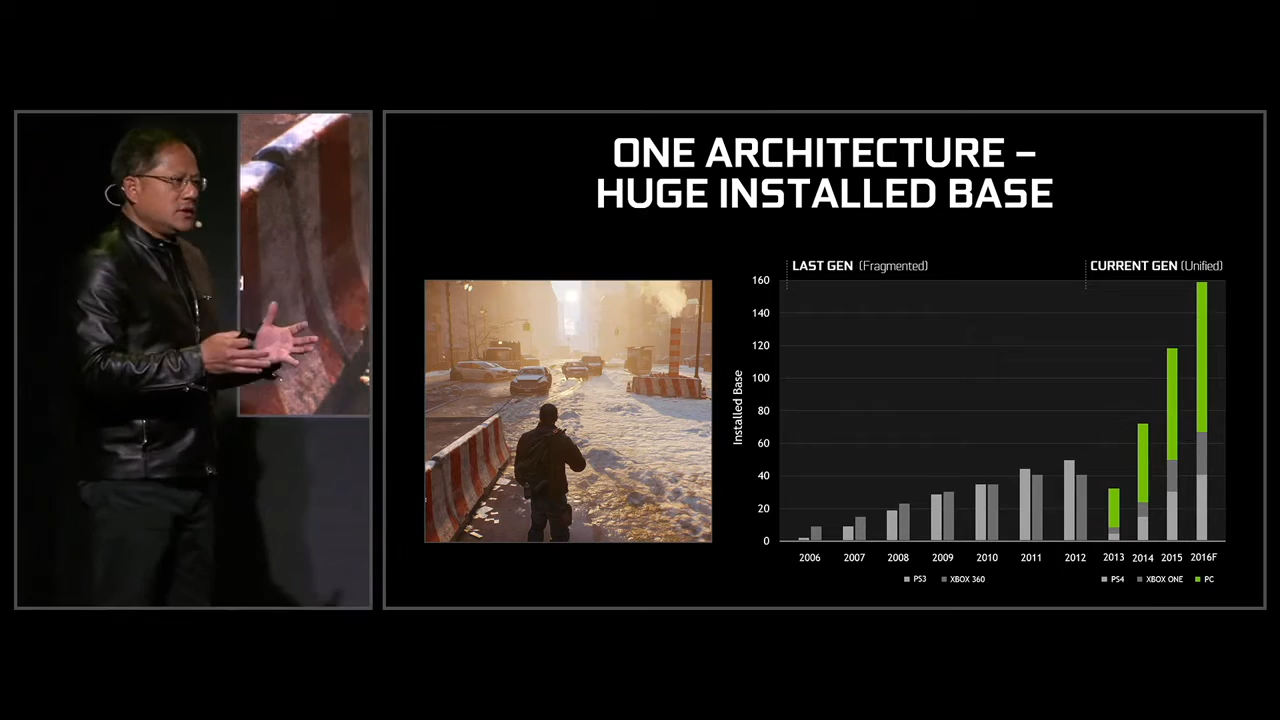 ONE ARCHITECTURE –
HUGE INSTALLED BASE
LAST GEN (Fragmented)
CURRENT GEN (Unified)
Installed Base
160
140
120
100
80
60
40
20
0
2006 2007 2008 2009 2010 2011 2012 2013 2014 2015 2016F
PS3 XBOX 360
PS4 XBOX ONE PC